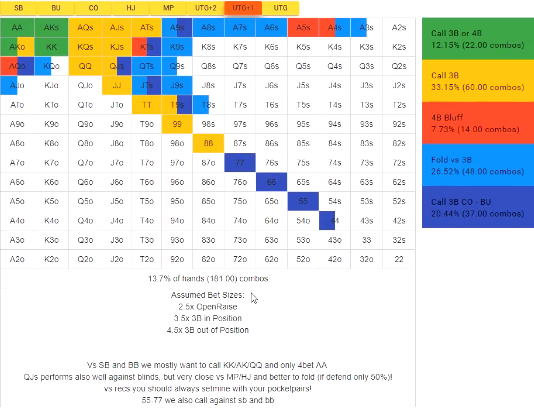 SB BU CO HJ MP UTG+2 UTG+1 UTG
AA AKs AQs AJs ATs A9s A8s A7s A6s A5s A4s A3s A2s
AKo KK KQs KJs KTs K9s K8s K7s K6s K5s K4s K3s K2s
AQo KQo QQ QJs QTs Q9s Q8s Q7s Q6s Q5s Q4s Q3s Q2s
AJo KJo QJo JJ JTs J9s J8s J7s J6s J5s J4s J3s J2s
ATo KTo QTo JTo TT T9s T8s T7s T6s T5s T4s T3s T2s
A9o K9o Q9o J9o T9o 99 98s 97s 96s 95s 94s 93s 92s
A8o K8o Q8o J8o T8o 98o 88 87s 86s 85s 84s 83s 82s
A7o K7o Q7o J7o T7o 97o 87o 77 76s 75s 74s 73s 72s
A6o K6o Q6o J6o T6o 96o 86o 76o 66 65s 64s 63s 62s
A5o K5o Q5o J5o T5o 95o 85o 75o 65o 55 54s 53s 52s
A4o K4o Q4o J4o T4o 94o 84o 74o 64o 54o 44 43s 42s
A3o K3o Q3o J3o T3o 93o 83o 73o 63o 53o 43o 33 32s
A2o K2o Q2o J2o T2o 92o 82o 72o 62o 52o 42o 32o 22
Call 3B or 4B
12.15% (22.00 combos)
Call 3B
33.15% (60.00 combos)
4B Bluff
7.73% (14.00 combos)
Fold vs 3B
26.52% (48.00 combos)
Call 3B CO - BU
20.44% (37.00 combos)
13.7% of hands (181.00) combos
Assumed Bet Sizes:
2.5x OpenRaise
3.5x 3B in Position
4.5x 3B out of Position
Vs SB and BB we mostly want to call KK/AK/QQ and only 4bet AA
QJs performs also well against blinds, but very close vs MP/HJ and better to fold (if defend only 50%)!
vs recs you should always setmine with your pocketpairs!
55-77 we also call against sb and bb